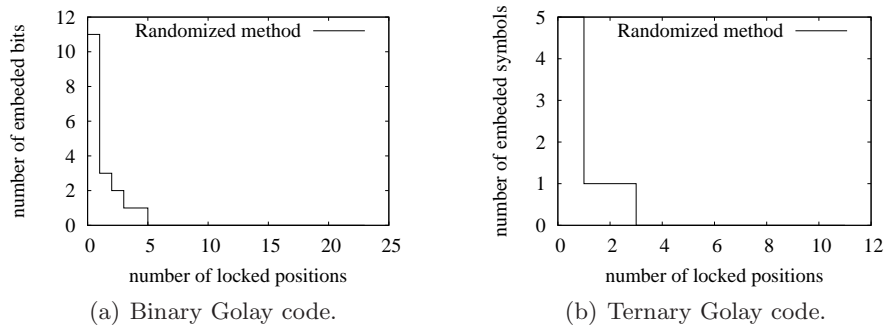 number of embeded bits
12
10
8
6
4
2
0
Randomized method
0 5 10 15 20 25
number of locked positions
(a) Binary Golay code.
number of embeded symbols
5
4
3
2
1
0
Randomized method
0 2 4 6 8 10 12
number of locked positions
(b) Ternary Golay code.